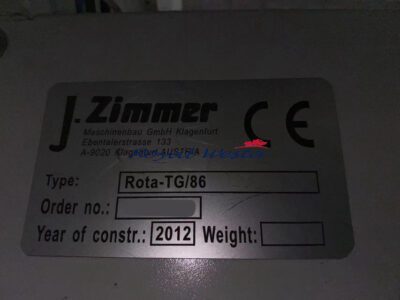 J. Zimmer
Maschinenbau GmbH Klagenfurt
Ebentalerstrasse 133
A-9020 Klagenfurt AUSTRIA
CE
Type: Rota-TG/86
Order no.:
Year of constr.: 2012 Weight: